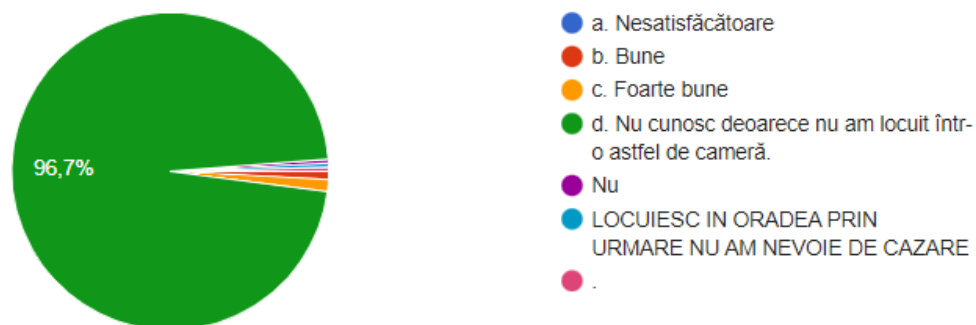 96,7%
a. Nesatisfăcătoare
b. Bune
c. Foarte bune
d. Nu cunosc deoarece nu am locuit într-
o astfel de cameră.
Nu
LOCUIESC IN ORADEA PRIN
URMARE NU AM NEVOIE DE CAZARE
.